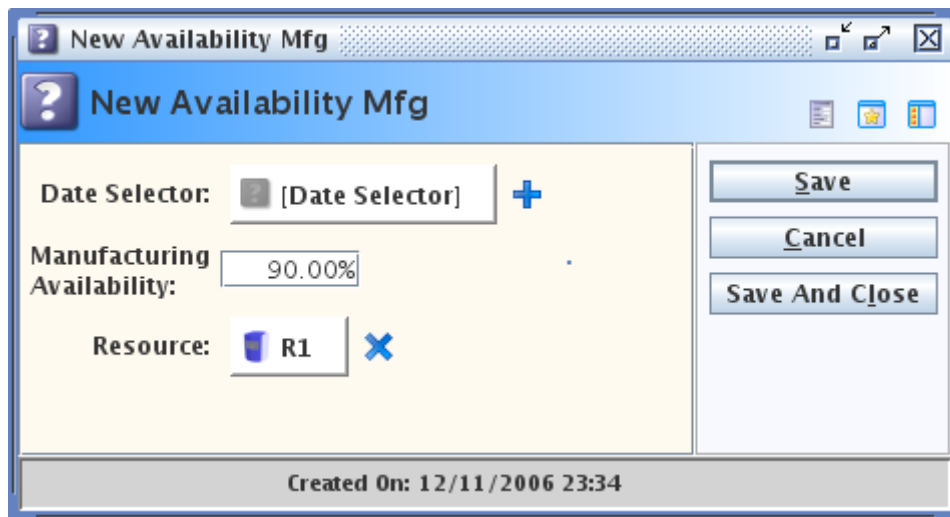 New Availability Mfg
New Availability Mfg
Date Selector: [Date Selector]
Manufacturing
Availability: 90.00%
Resource: R1
Save
Cancel
Save And Close
Created On: 12/11/2006 23:34